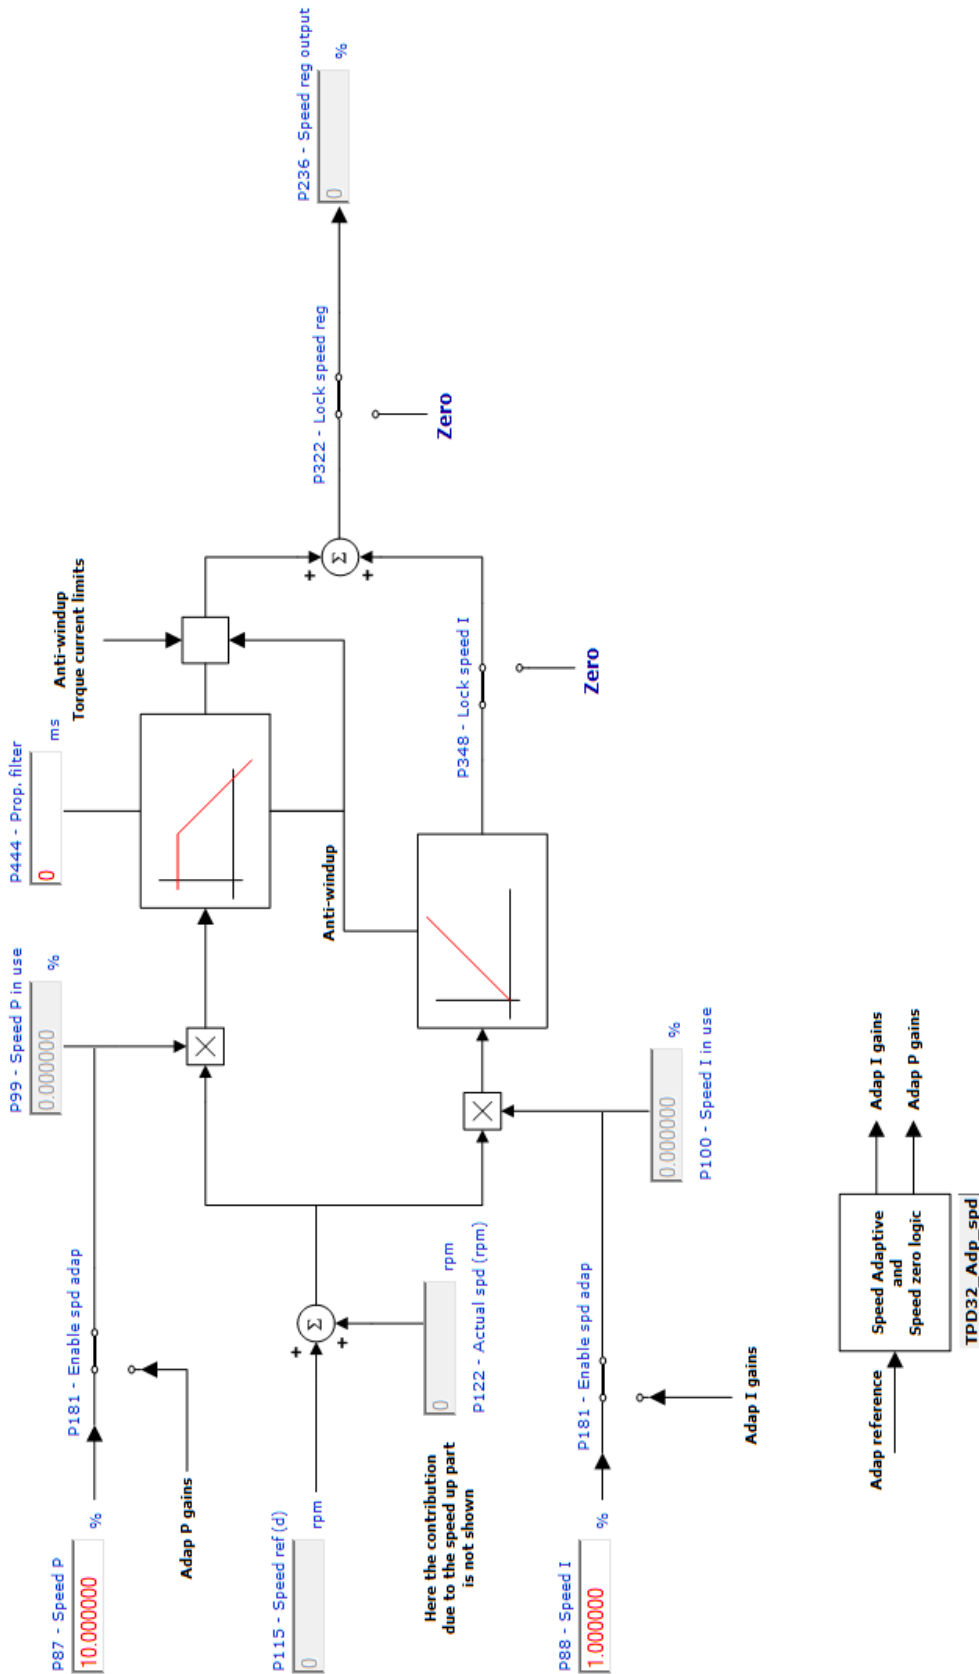 P87 - Speed P
10.000000
%
P181 - Enable spd adap
Adap P gains
P99 - Speed P in use
0.000000
%
P444 - Prop. filter
0
ms
Anti-windup
Torque current limits
P115 - Speed ref (d)
0
rpm
+
Σ
+
Here the contribution
due to the speed up part
is not shown
0
rpm
P122 - Actual spd (rpm)
Anti-windup
+
Σ
+
P322 - Lock speed reg
Zero
P236 - Speed reg output
0
%
P88 - Speed I
1.000000
%
P181 - Enable spd adap
Adap I gains
0.000000
%
P100 - Speed I in use
P348 - Lock speed I
Zero
Adap reference
Speed Adaptive
and
Speed zero logic
TPD32_Adp_spd
Adap I gains
Adap P gains